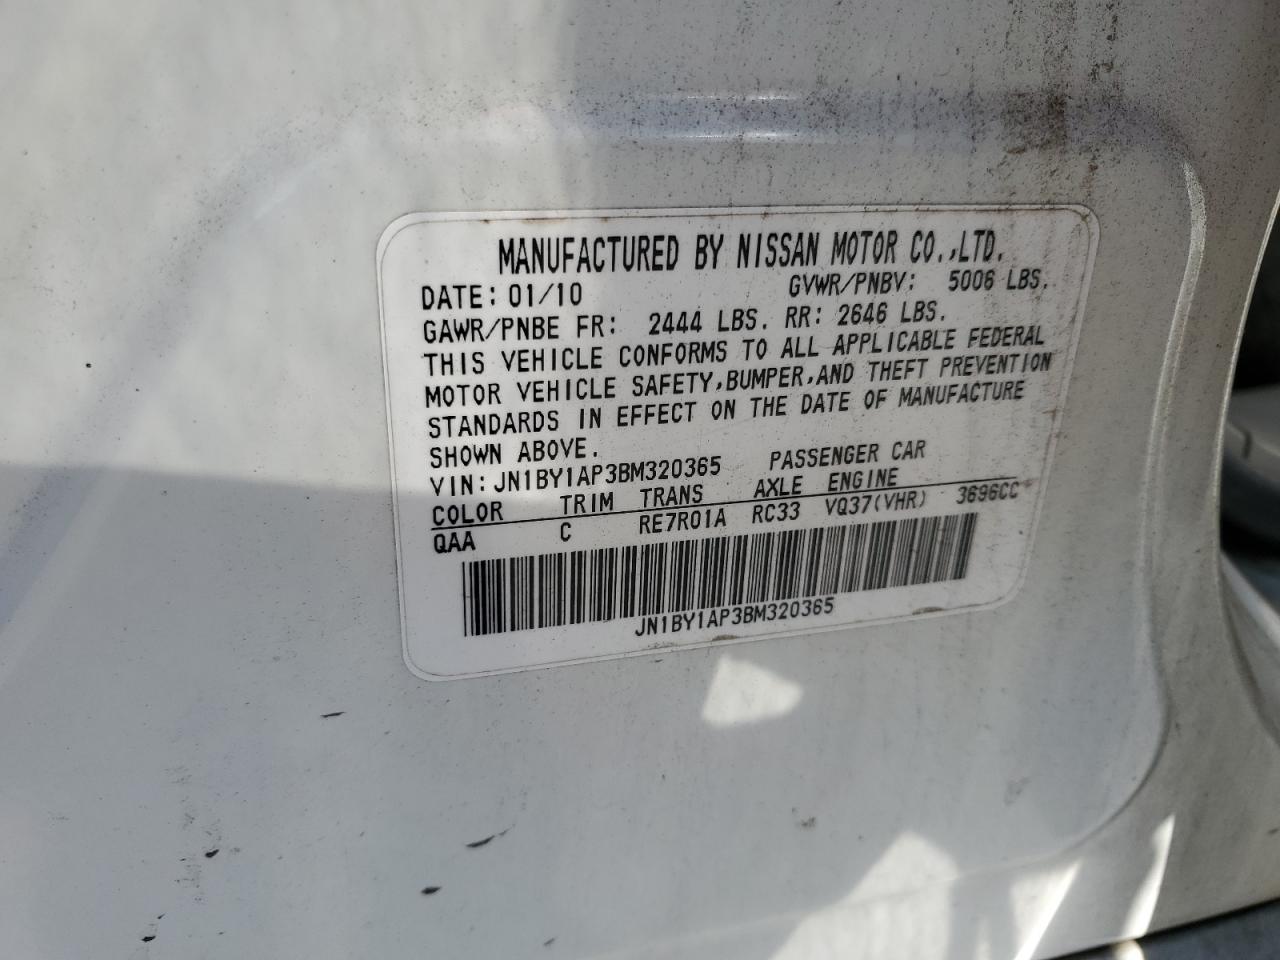 MANUFACTURED BY NISSAN MOTOR CO.,LTD.
DATE: 01/10 GVWR/PNBV: 5006 LBS.
GAWR/PNBE FR: 2444 LBS. RR: 2646 LBS.
THIS VEHICLE CONFORMS TO ALL APPLICABLE FEDERAL
MOTOR VEHICLE SAFETY,BUMPER,AND THEFT PREVENTION
STANDARDS IN EFFECT ON THE DATE OF MANUFACTURE
SHOWN ABOVE.
VIN:JN1BY1AP3BM320365 PASSENGER CAR
COLOR TRIM TRANS AXLE ENGINE
QAA C RE7R01A RC33 VQ37(VHR) 3696CC
JN1BY1AP3BM320365